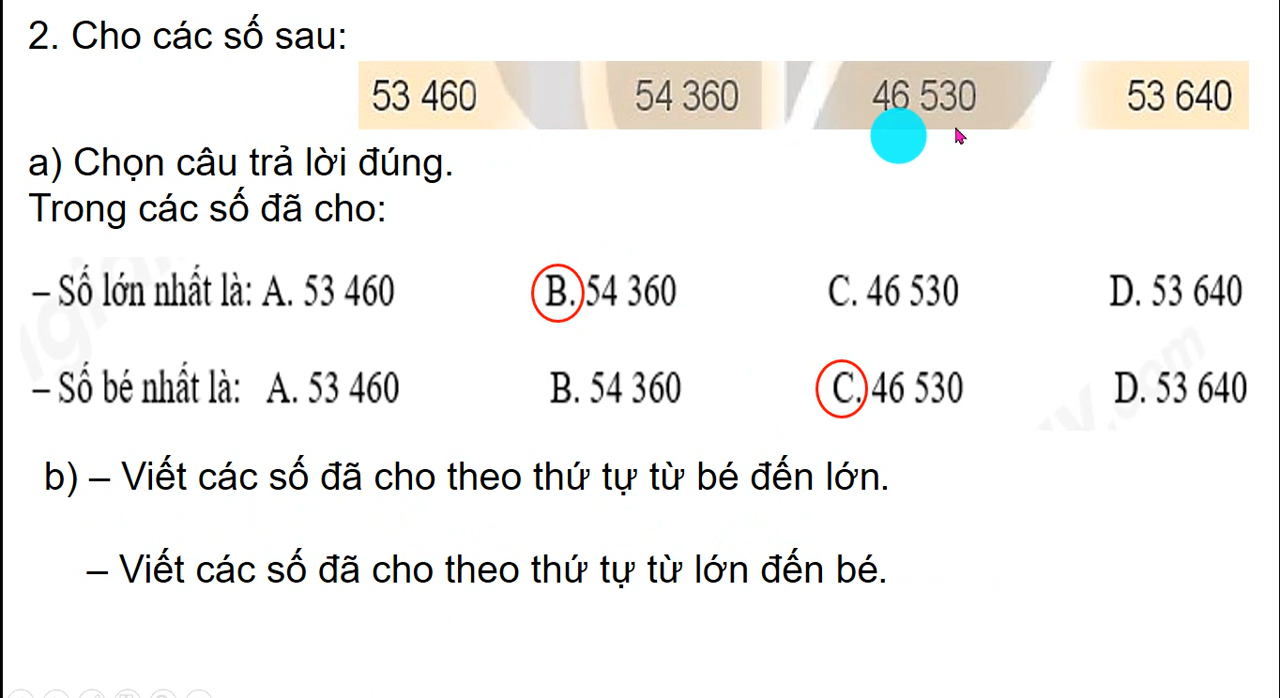 2. Cho các số sau:
53 460 54 360 46 530 53 640
a) Chọn câu trả lời đúng.
Trong các số đã cho:
– Số lớn nhất là: A. 53 460 B. 54 360 C. 46 530 D. 53 640
– Số bé nhất là: A. 53 460 B. 54 360 C. 46 530 D. 53 640
b) – Viết các số đã cho theo thứ tự từ bé đến lớn.
– Viết các số đã cho theo thứ tự từ lớn đến bé.